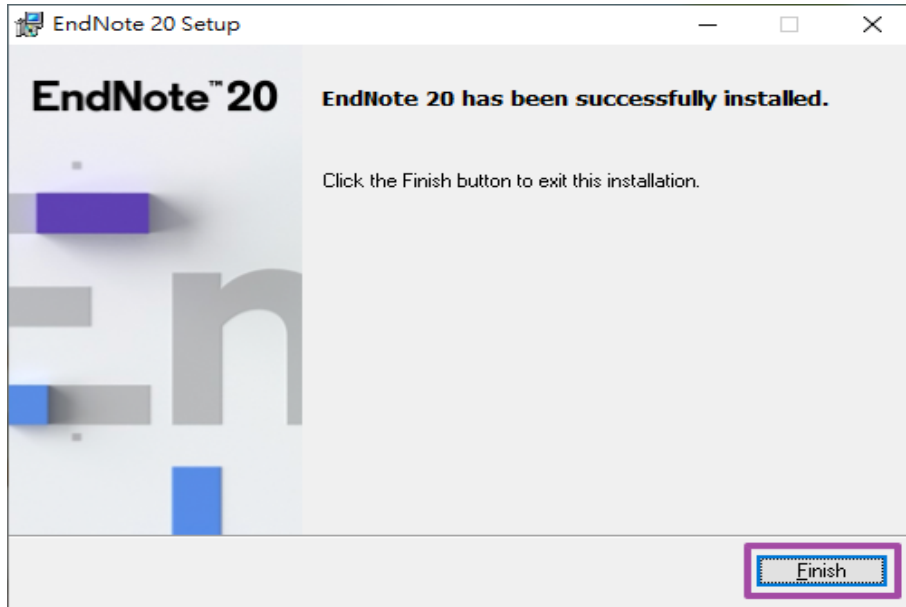 EndNote 20 Setup
EndNote™20
EndNote 20 has been successfully installed.
Click the Finish button to exit this installation.
En
Finish